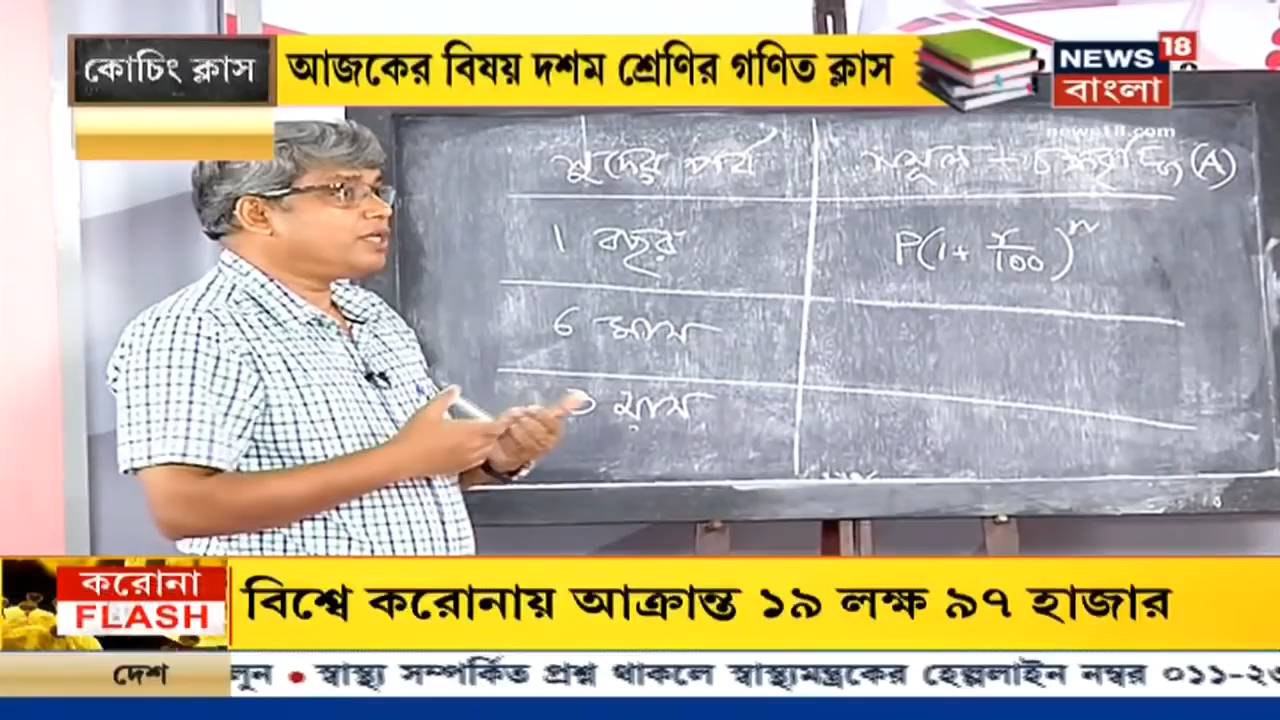 কোচিং ক্লাস
আজকের বিষয় দশম শ্রেণির গণিত ক্লাস
NEWS 18
বাংলা
news18.com
সুদের পর্ব
সমূল + চক্রবৃদ্ধি (A)
1 বছর
P(1 + r/100)^n
6 মাস
3 মাস
করোনা
FLASH
বিশ্বে করোনায় আক্রান্ত ১৯ লক্ষ ৯৭ হাজার
দেশ
লুন • স্বাস্থ্য সম্পর্কিত প্রশ্ন থাকলে স্বাস্থ্যমন্ত্রকের হেল্পলাইন নম্বর ০১১-২৩